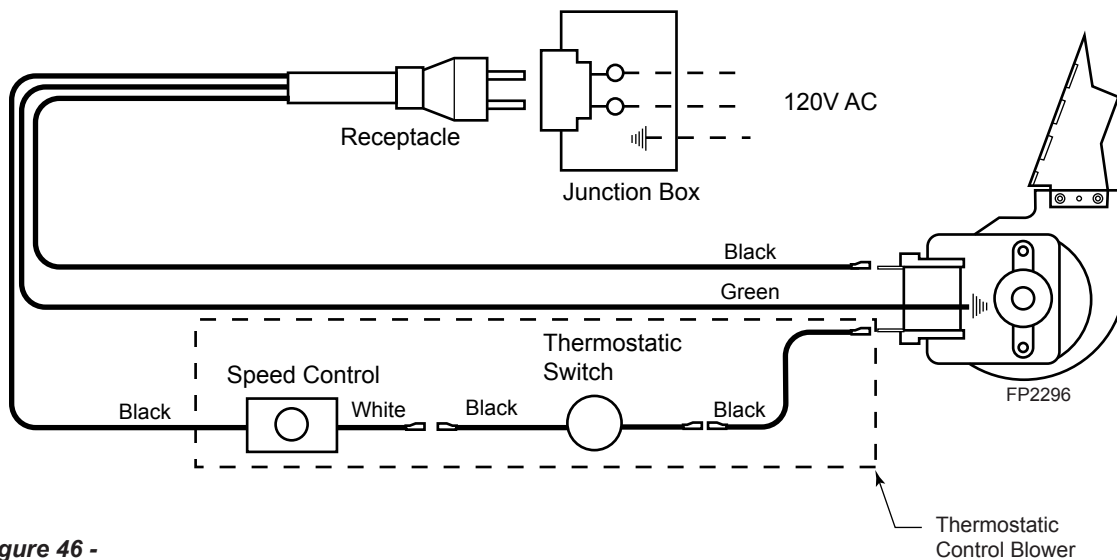 Receptacle
Junction Box
120V AC
Black
Green
FP2296
Speed Control
Thermostatic
Switch
Black
White
Black
Black
Thermostatic
Control Blower
gure 46 -